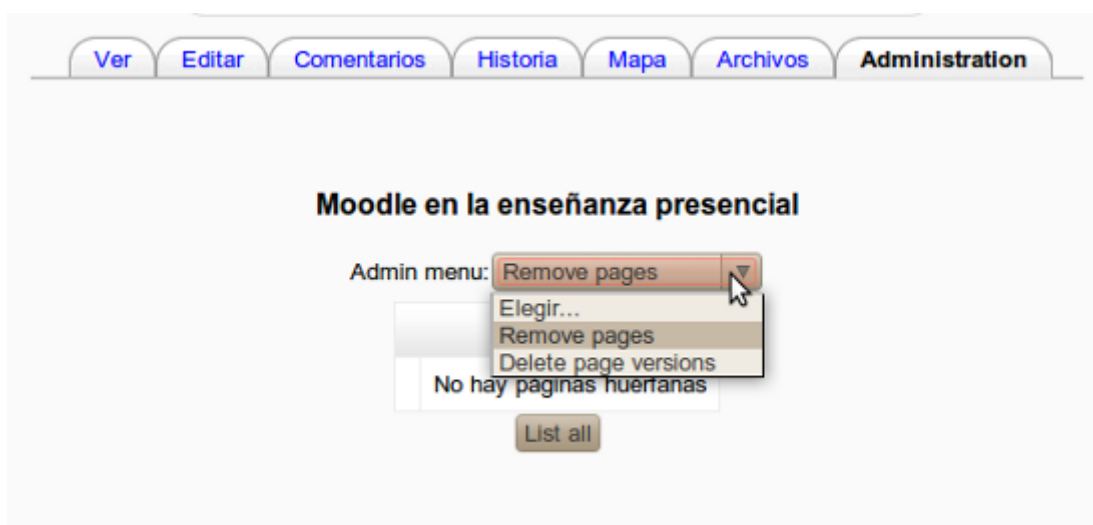 Ver Editar Comentarios Historia Mapa Archivos Administration
Moodle en la enseñanza presencial
Admin menu: Remove pages
Elegir...
Remove pages
Delete page versions
No hay páginas huérfanas
List all